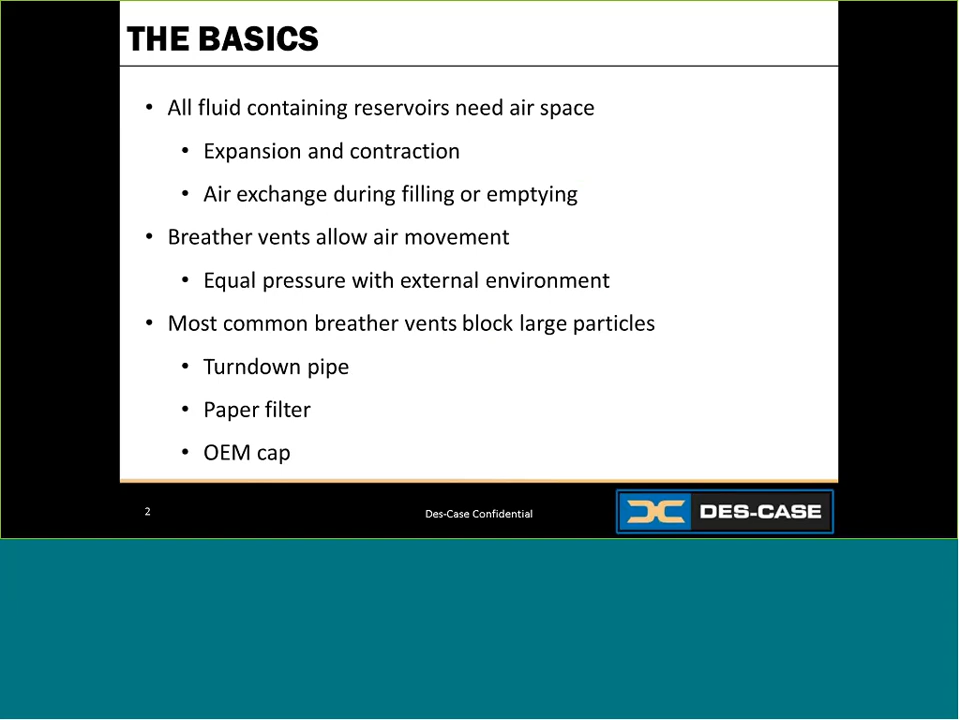 THE BASICS
• All fluid containing reservoirs need air space
• Expansion and contraction
• Air exchange during filling or emptying
• Breather vents allow air movement
• Equal pressure with external environment
• Most common breather vents block large particles
• Turndown pipe
• Paper filter
• OEM cap
2
Des-Case Confidential
DES-CASE